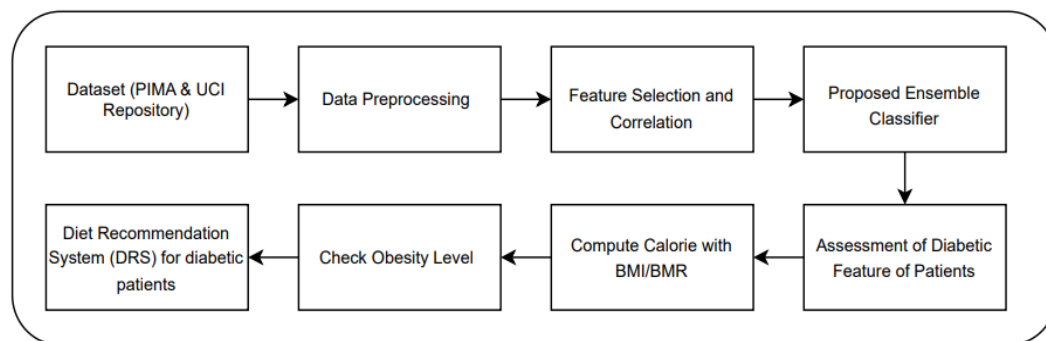 Dataset (PIMA & UCI
Repository)
Data Preprocessing
Feature Selection and
Correlation
Proposed Ensemble
Classifier
Assessment of Diabetic
Feature of Patients
Compute Calorie with
BMI/BMR
Check Obesity Level
Diet Recommendation
System (DRS) for diabetic
patients